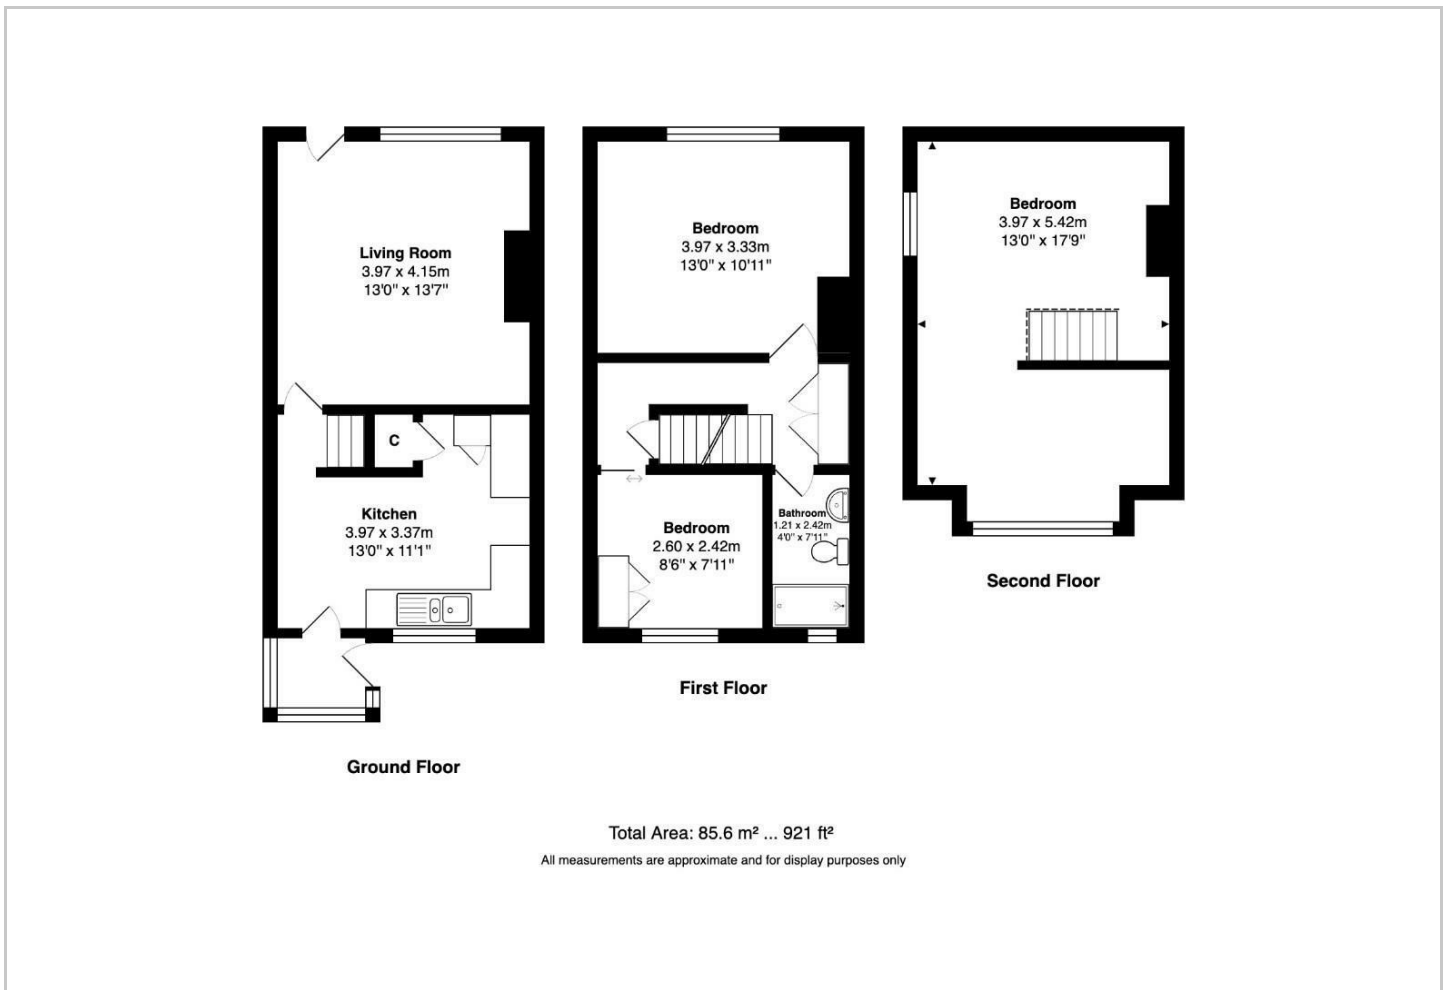 Living Room
3.97 x 4.15m
13'0" x 13'7"
C
Kitchen
3.97 x 3.37m
13'0" x 11'1"
Ground Floor
Bedroom
3.97 x 3.33m
13'0" x 10'11"
Bedroom
2.60 x 2.42m
8'6" x 7'11"
Bathroom
1.21 x 2.42m
4'0" x 7'11"
First Floor
Bedroom
3.97 x 5.42m
13'0" x 17'9"
Second Floor
Total Area: 85.6 m² ... 921 ft²
All measurements are approximate and for display purposes only